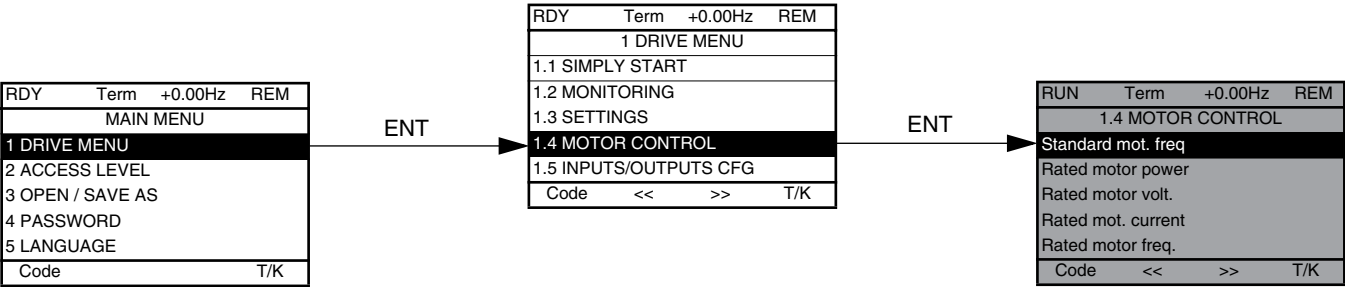 RDY Term +0.00Hz REM
MAIN MENU
1 DRIVE MENU
2 ACCESS LEVEL
3 OPEN / SAVE AS
4 PASSWORD
5 LANGUAGE
Code T/K
ENT
RDY Term +0.00Hz REM
1 DRIVE MENU
1.1 SIMPLY START
1.2 MONITORING
1.3 SETTINGS
1.4 MOTOR CONTROL
1.5 INPUTS/OUTPUTS CFG
Code << >> T/K
ENT
RUN Term +0.00Hz REM
1.4 MOTOR CONTROL
Standard mot. freq
Rated motor power
Rated motor volt.
Rated mot. current
Rated motor freq.
Code << >> T/K